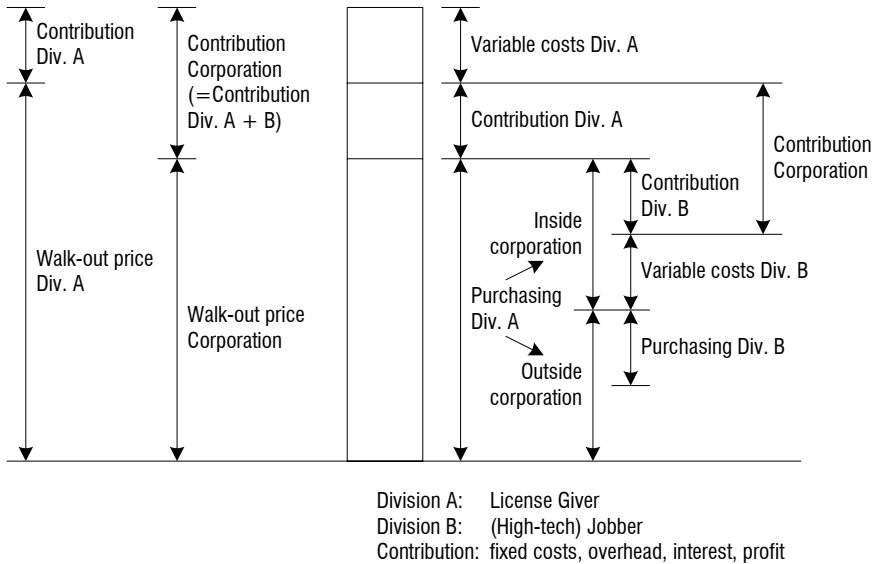 Contribution
Div. A
Walk-out price
Div. A
Contribution
Corporation
(=Contribution
Div. A + B)
Walk-out price
Corporation
Variable costs Div. A
Contribution Div. A
Purchasing
Div. A
Inside
corporation
Outside
corporation
Contribution
Div. B
Variable costs Div. B
Purchasing Div. B
Contribution
Corporation
Division A: License Giver
Division B: (High-tech) Jobber
Contribution: fixed costs, overhead, interest, profit